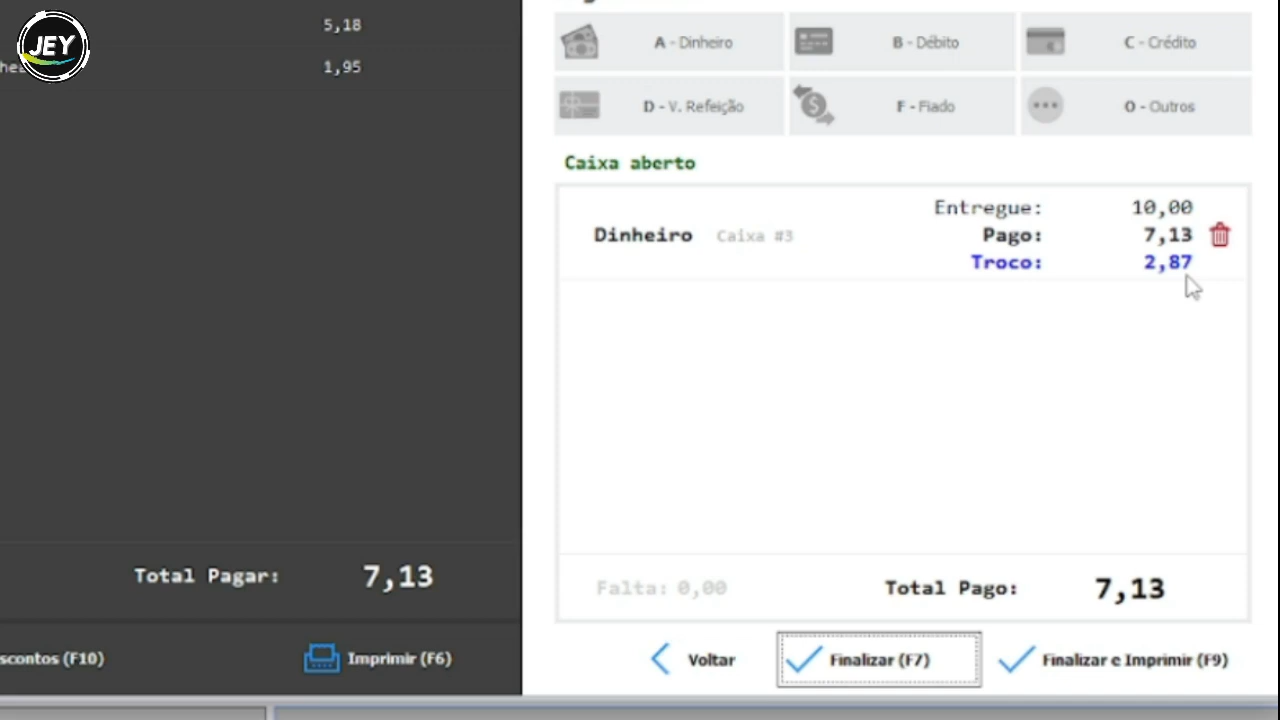 JEY
5,18
1,95
Total Pagar: 7,13
scontos (F10)
Imprimir (F6)
A - Dinheiro
B - Débito
C - Crédito
D - V. Refeição
F - Fiado
O - Outros
Caixa aberto
Entregue: 10,00
Dinheiro Caixa #3 Pago: 7,13
Troco: 2,87
Falta: 0,00 Total Pago: 7,13
Voltar
Finalizar (F7)
Finalizar e Imprimir (F9)